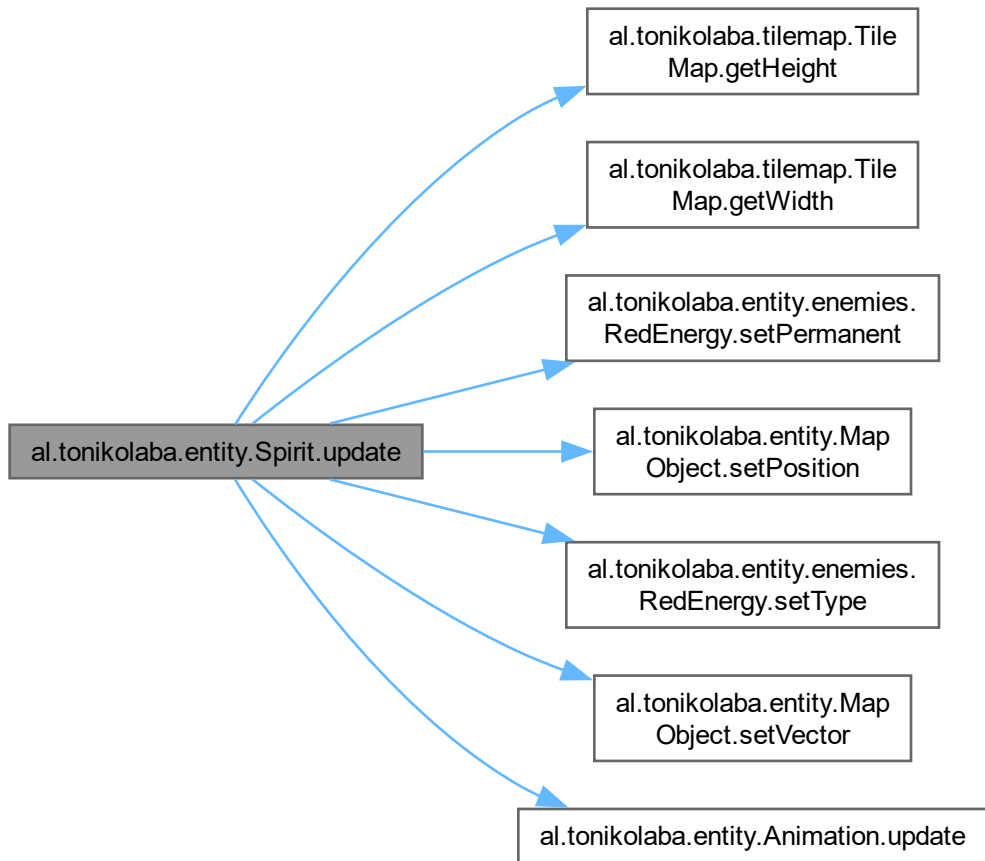 al.tonikolaba.tilemap.Tile
Map.getHeight
al.tonikolaba.tilemap.Tile
Map.getWidth
al.tonikolaba.entity.enemies.
RedEnergy.setPermanent
al.tonikolaba.entity.Spirit.update
al.tonikolaba.entity.Map
Object.setPosition
al.tonikolaba.entity.enemies.
RedEnergy.setType
al.tonikolaba.entity.Map
Object.setVector
al.tonikolaba.entity.Animation.update